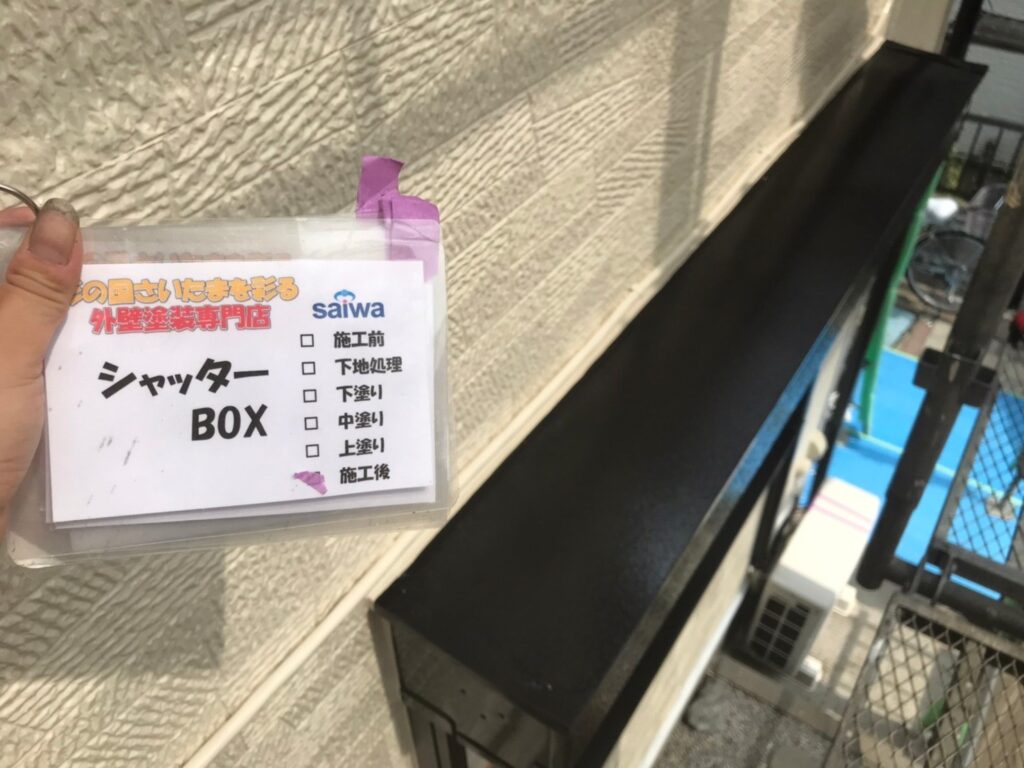 の国さいたまを彩る
外壁塗装専門店
saiwa
シャッター
BOX
□ 施工前
□ 下地処理
□ 下塗り
□ 中塗り
□ 上塗り
施工後